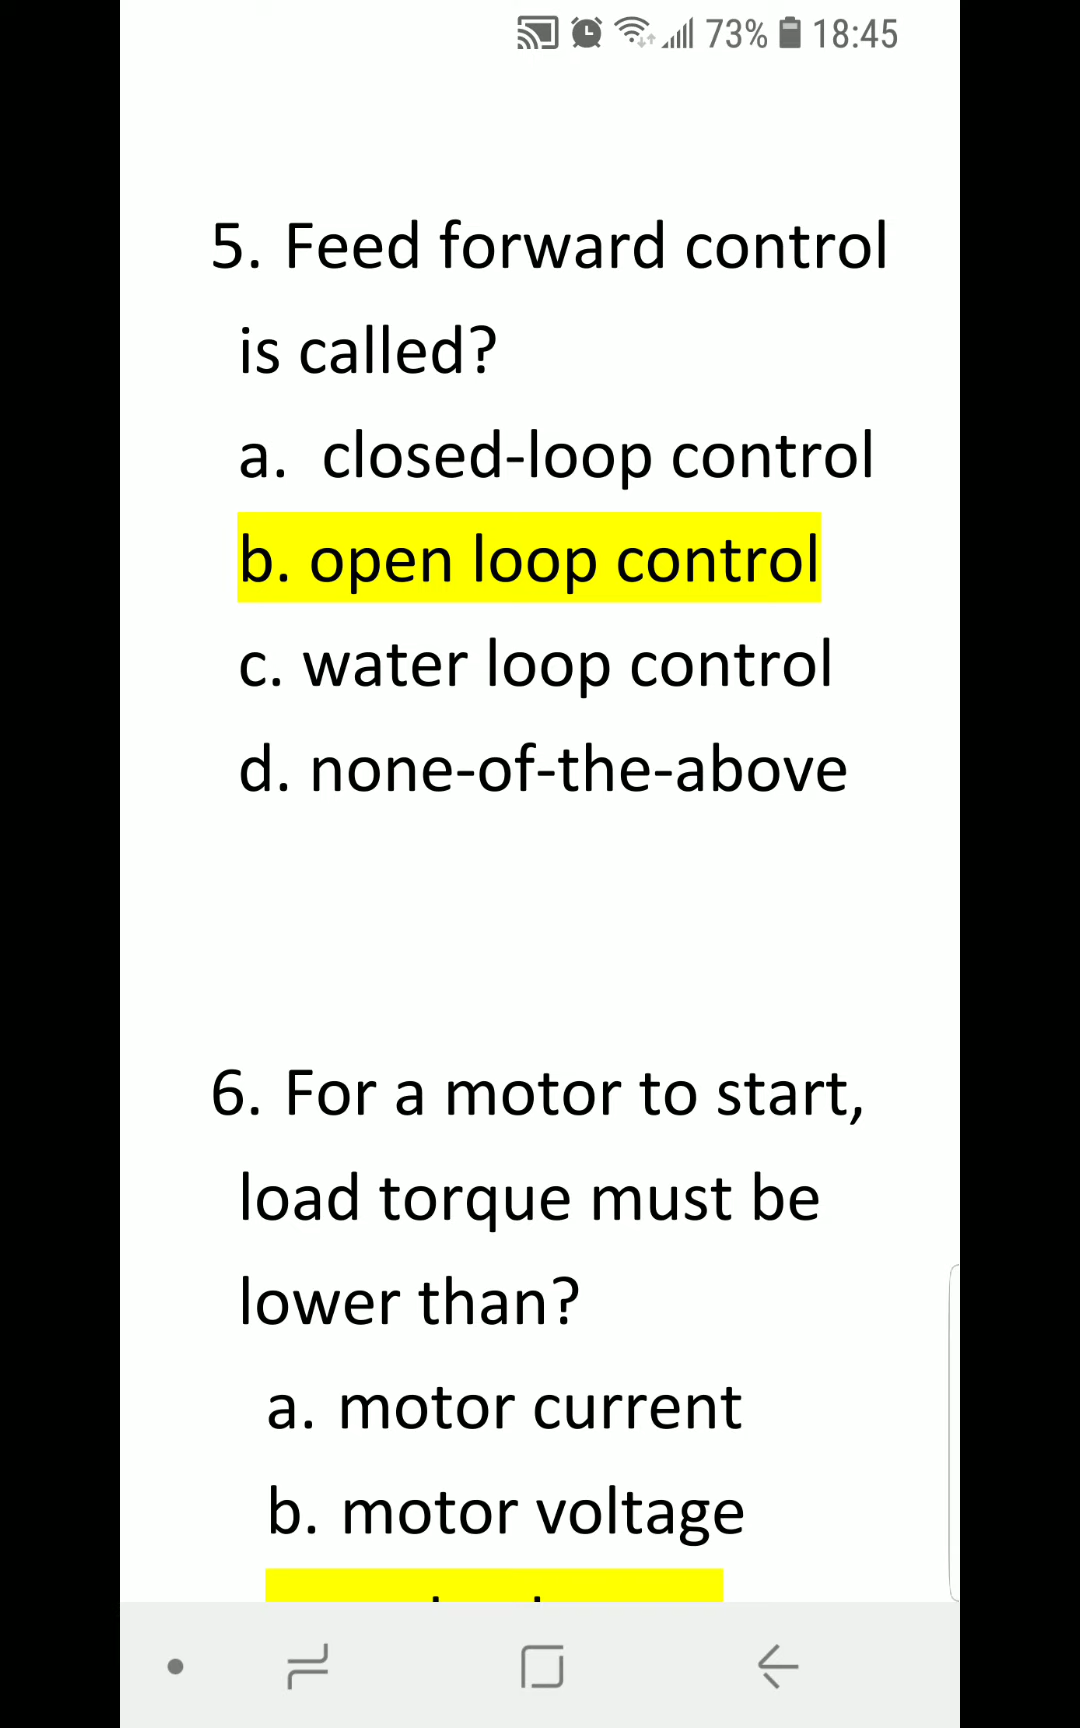 73% 18:45
5. Feed forward control
is called?
a. closed-loop control
b. open loop control
c. water loop control
d. none-of-the-above
6. For a motor to start,
load torque must be
lower than?
a. motor current
b. motor voltage